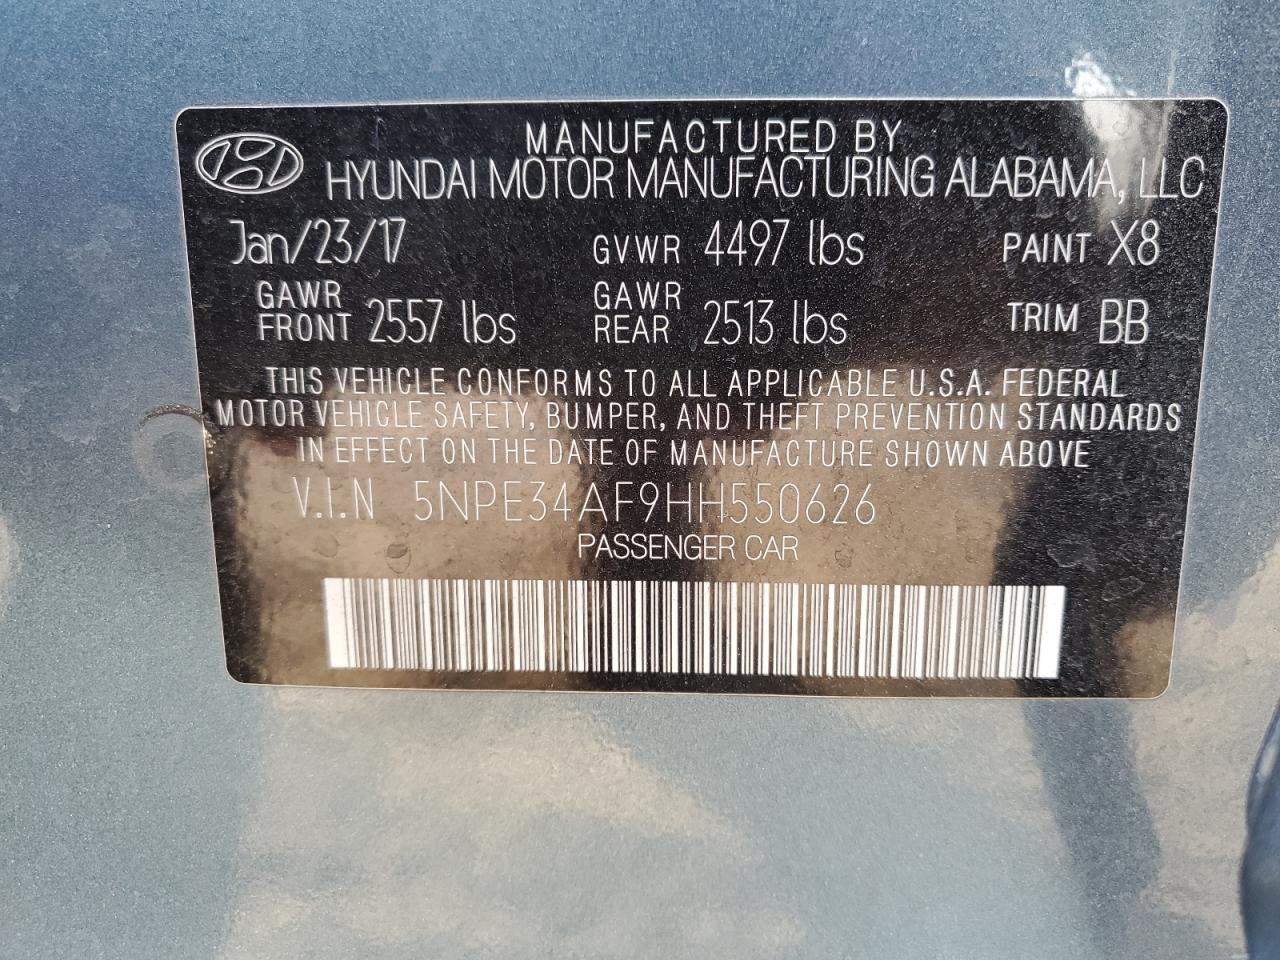 MANUFACTURED BY
HYUNDAI MOTOR MANUFACTURING ALABAMA, LLC
Jan/23/17 GVWR 4497 lbs PAINT X8
GAWR FRONT 2557 lbs GAWR REAR 2513 lbs TRIM BB
THIS VEHICLE CONFORMS TO ALL APPLICABLE U.S.A. FEDERAL
MOTOR VEHICLE SAFETY, BUMPER, AND THEFT PREVENTION STANDARDS
IN EFFECT ON THE DATE OF MANUFACTURE SHOWN ABOVE
V.I.N 5NPE34AF9HH550626
PASSENGER CAR